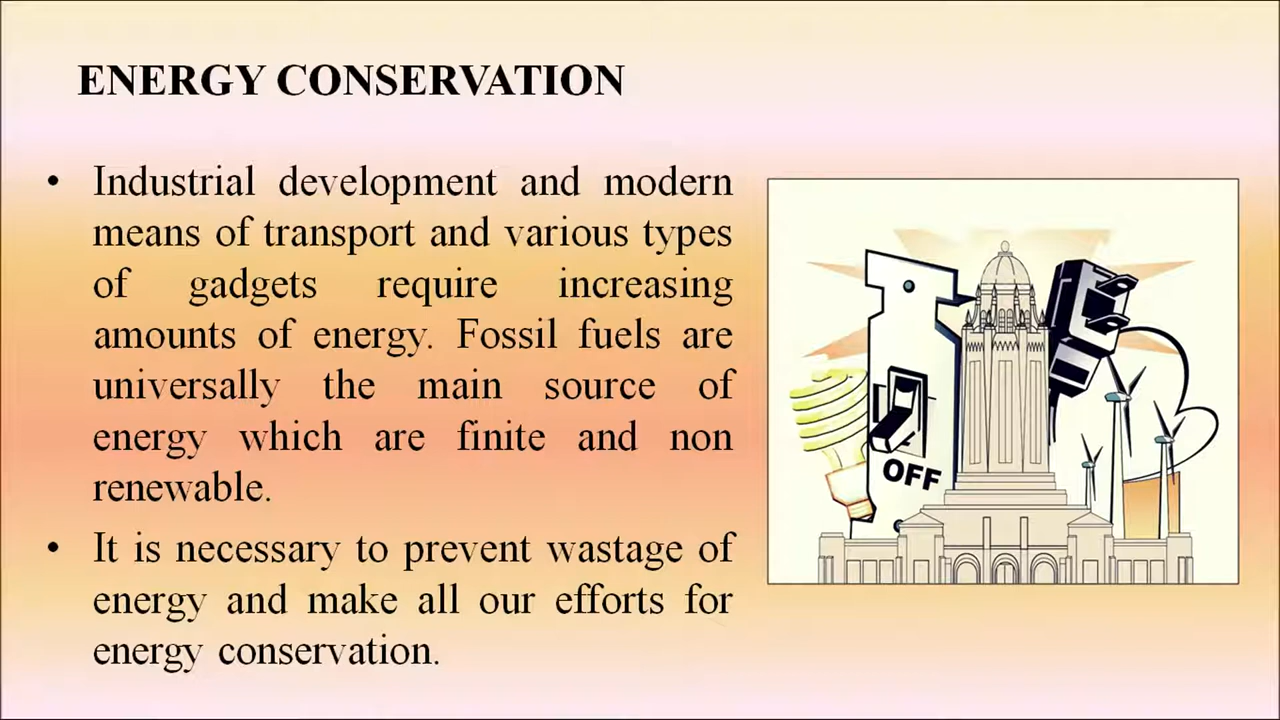 ENERGY CONSERVATION
• Industrial development and modern
means of transport and various types
of gadgets require increasing
amounts of energy. Fossil fuels are
universally the main source of
energy which are finite and non
renewable.
• It is necessary to prevent wastage of
energy and make all our efforts for
energy conservation.
OFF